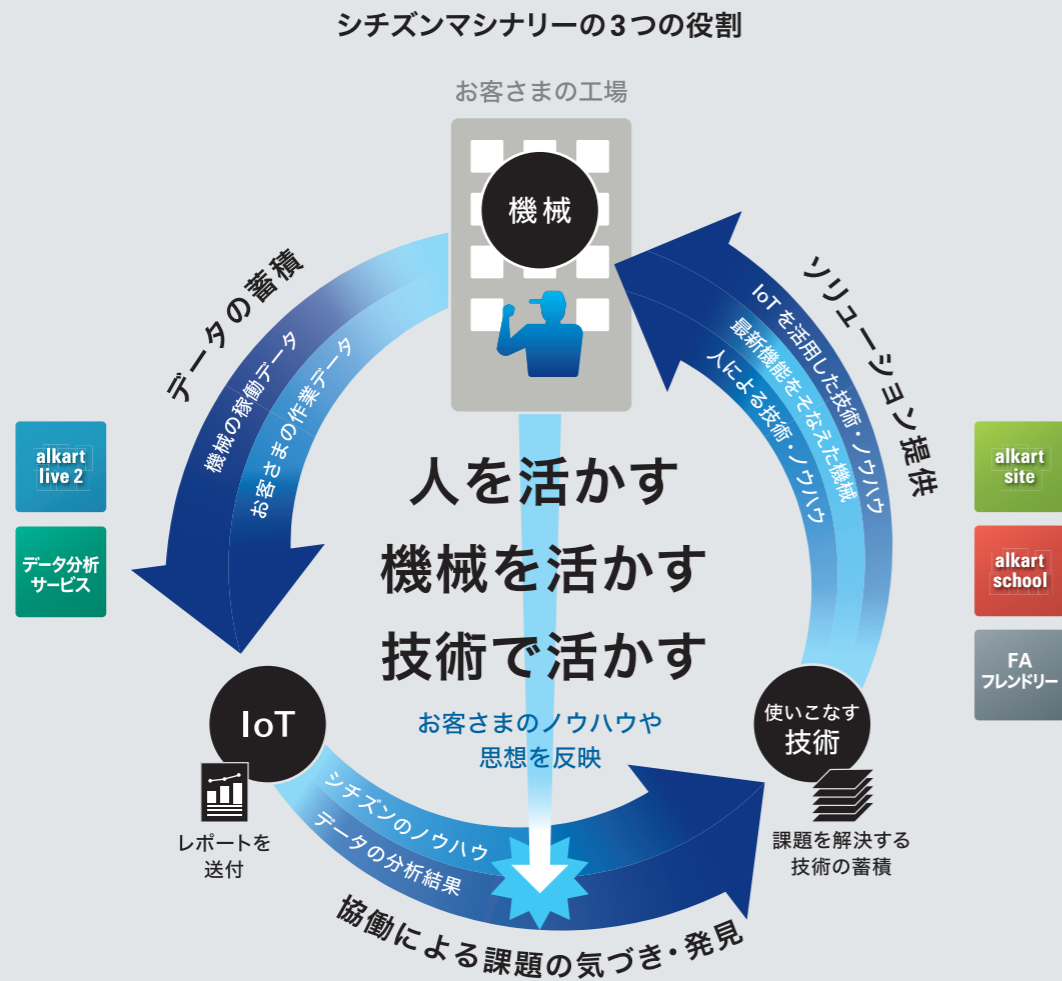 シチズンマシナリーの3つの役割
お客さまの工場
機械
データの蓄積
機械の稼働データ
お客さまの作業データ
ソリューション提供
IoTを活用した技術・ノウハウ
最新機能をそなえた機械
人による技術・ノウハウ
alkart
live 2
データ分析
サービス
人を活かす
機械を活かす
技術で活かす
alkart
site
alkart
school
FA
フレンドリー
IoT
レポートを
送付
お客さまのノウハウや
思想を反映
使いこなす
技術
課題を解決する
技術の蓄積
シチズンのノウハウ
データの分析結果
協働による課題の気づき・発見